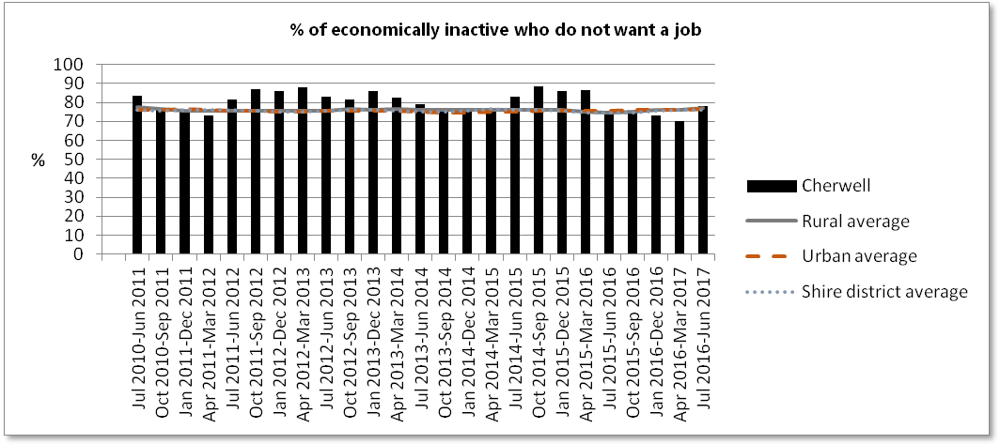 % of economically inactive who do not want a job
100
90
80
70
60
50
40
30
20
10
0
%
Jul 2010-Jun 2011
Oct 2010-Sep 2011
Jan 2011-Dec 2011
Apr 2011-Mar 2012
Jul 2011-Jun 2012
Oct 2011-Sep 2012
Jan 2012-Dec 2012
Apr 2012-Mar 2013
Jul 2012-Jun 2013
Oct 2012-Sep 2013
Jan 2013-Dec 2013
Apr 2013-Mar 2014
Jul 2013-Jun 2014
Oct 2013-Sep 2014
Jan 2014-Dec 2014
Apr 2014-Mar 2015
Jul 2014-Jun 2015
Oct 2014-Sep 2015
Jan 2015-Dec 2015
Apr 2015-Mar 2016
Jul 2015-Jun 2016
Oct 2015-Sep 2016
Jan 2016-Dec 2016
Apr 2016-Mar 2017
Jul 2016-Jun 2017
Cherwell
Rural average
Urban average
Shire district average